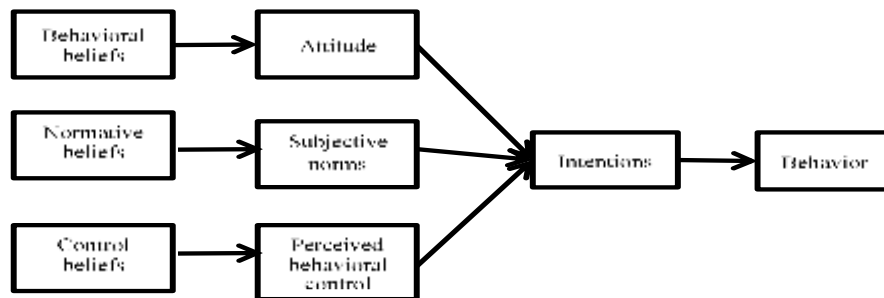 Behavioral
beliefs
Attitude
Normative
beliefs
Subjective
norms
Intentions
Behavior
Control
beliefs
Perceived
behavioral
control